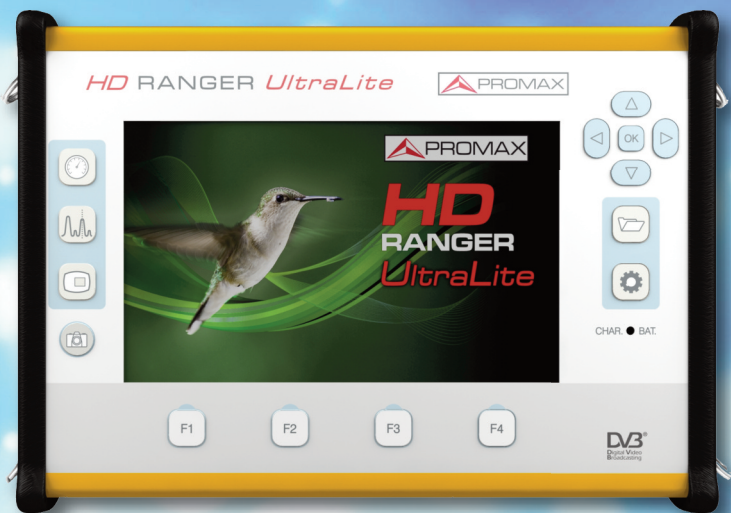 HD RANGER UltraLite
PROMAX
PROMAX
HD
RANGER
UltraLite
OK
CHAR. ● BAT.
F1 F2 F3 F4
DVB®
Digital Video
Broadcasting